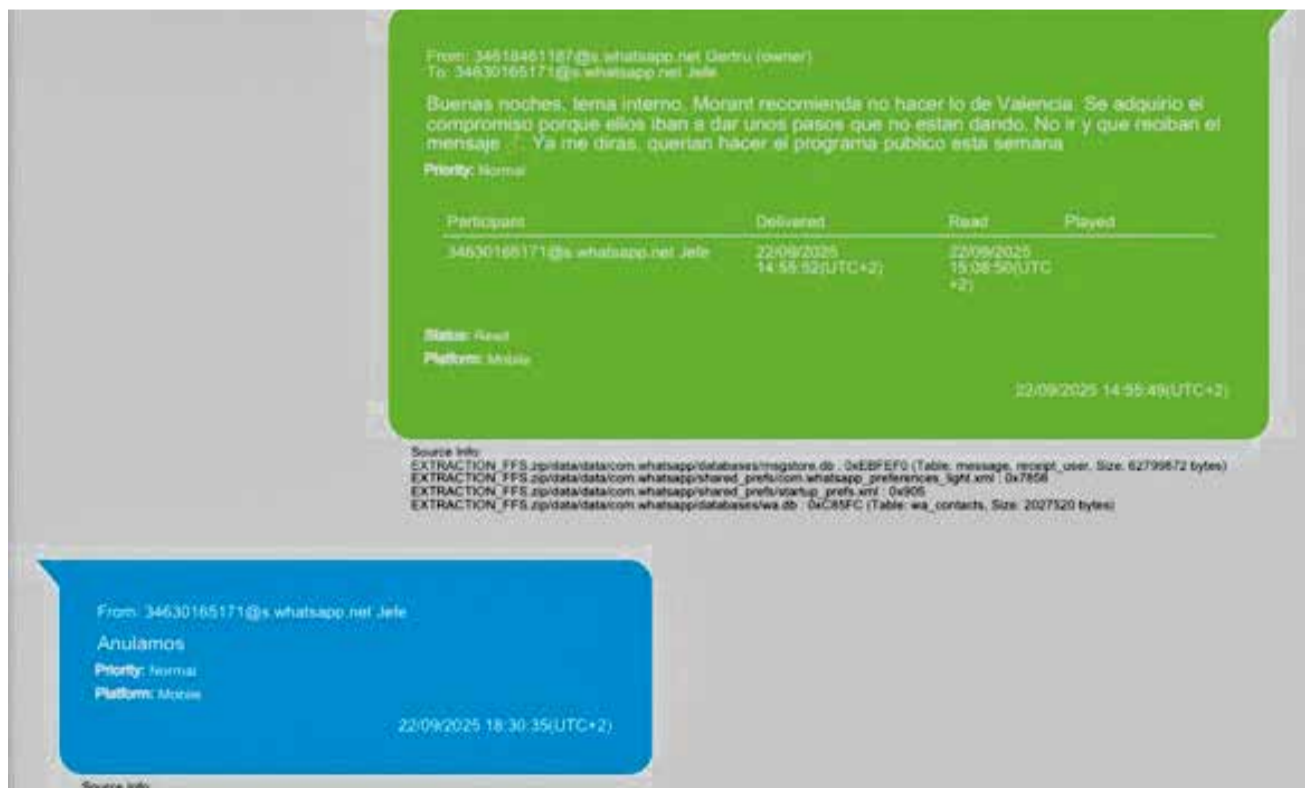 From: 34618461187@s.whatsapp.net Gertru (owner)
To: 34630165171@s.whatsapp.net Jefe
Buenas noches, tema interno, Morant recomienda no hacer lo de Valencia. Se adquirio el
compromiso porque ellos iban a dar unos pasos que no estan dando. No ir y que reciban el
mensaje . Ya me diras, querian hacer el programa publico esta semana
Priority: Normal
Participant Delivered Read Played
34630165171@s.whatsapp.net Jefe 22/09/2025 22/09/2025
14:55:52(UTC+2) 15:08:50(UTC
+2)
Status: Read
Platform: Mobile
22/09/2025 14:55:49(UTC+2)
Source Info:
EXTRACTION_FFS.zip/data/data/com.whatsapp/databases/msgstore.db : 0xEBFEF0 (Table: message, receipt_user, Size: 62799872 bytes)
EXTRACTION_FFS.zip/data/data/com.whatsapp/shared_prefs/com.whatsapp_preferences_light.xml : 0x7856
EXTRACTION_FFS.zip/data/data/com.whatsapp/shared_prefs/startup_prefs.xml : 0x905
EXTRACTION_FFS.zip/data/data/com.whatsapp/databases/wa.db : 0xC85FC (Table: wa_contacts, Size: 2027520 bytes)
From: 34630165171@s.whatsapp.net Jefe
Anulamos
Priority: Normal
Platform: Mobile
22/09/2025 18:30:35(UTC+2)
Source Info: